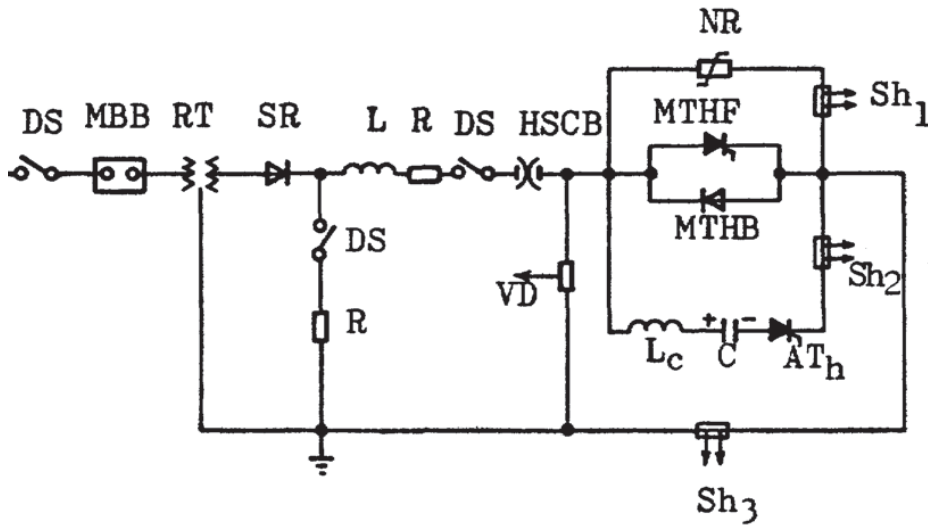 NR
Sh1
DS MBB RT SR L R DS HSCB MTHF
MTHB
DS
Sh2
VD
R
+ -
Lc C ATh
Sh3